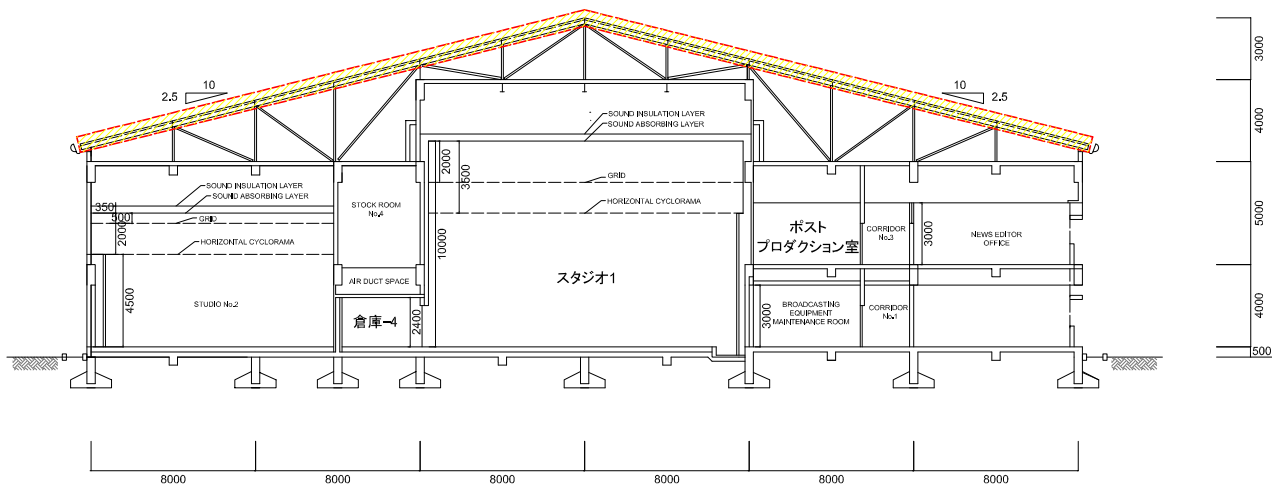 3000
10
2.5
10
2.5
4000
SOUND INSULATION LAYER
SOUND ABSORBING LAYER
2000
3500
GRID
SOUND INSULATION LAYER
SOUND ABSORBING LAYER
350
500
GRID
2000
HORIZONTAL CYCLORAMA
STOCK ROOM
No.4
HORIZONTAL CYCLORAMA
5000
ポスト
プロダクション室
CORRIDOR
No.3
3000
NEWS EDITOR
OFFICE
10000
AIR DUCT SPACE
スタジオ1
4500
STUDIO No.2
倉庫-4
2400
3000
BROADCASTING
EQUIPMENT
MAINTENANCE ROOM
CORRIDOR
No.1
4000
500
8000
8000
8000
8000
8000
8000